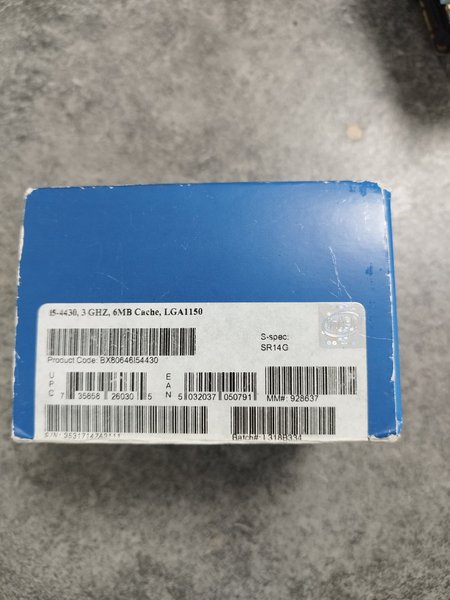 i5-4430, 3 GHZ, 6MB Cache, LGA1150
S-spec:
SR14G
Product Code: BX80646I54430
UPC
7 35858 26030 5
EAN
5 032037 050791
MM#: 928637
Batch#: L318B334